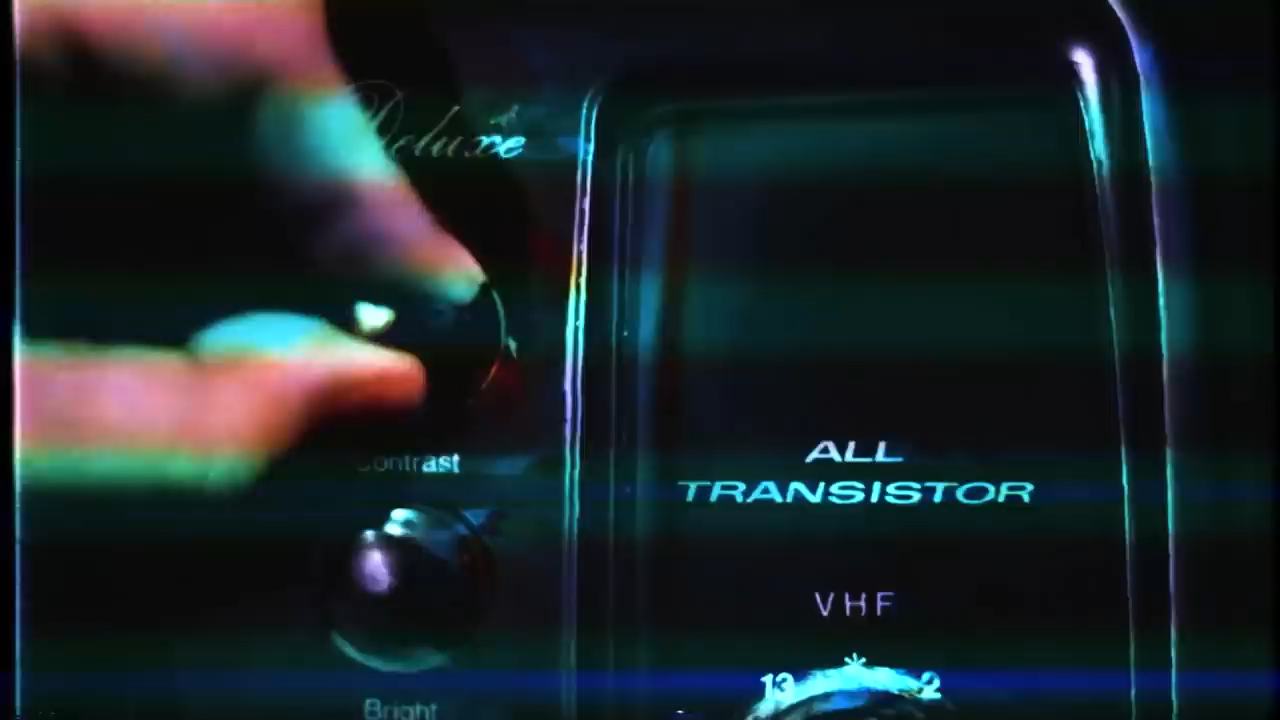 Deluxe
Contrast
ALL
TRANSISTOR
VHF
13 * 2
Bright